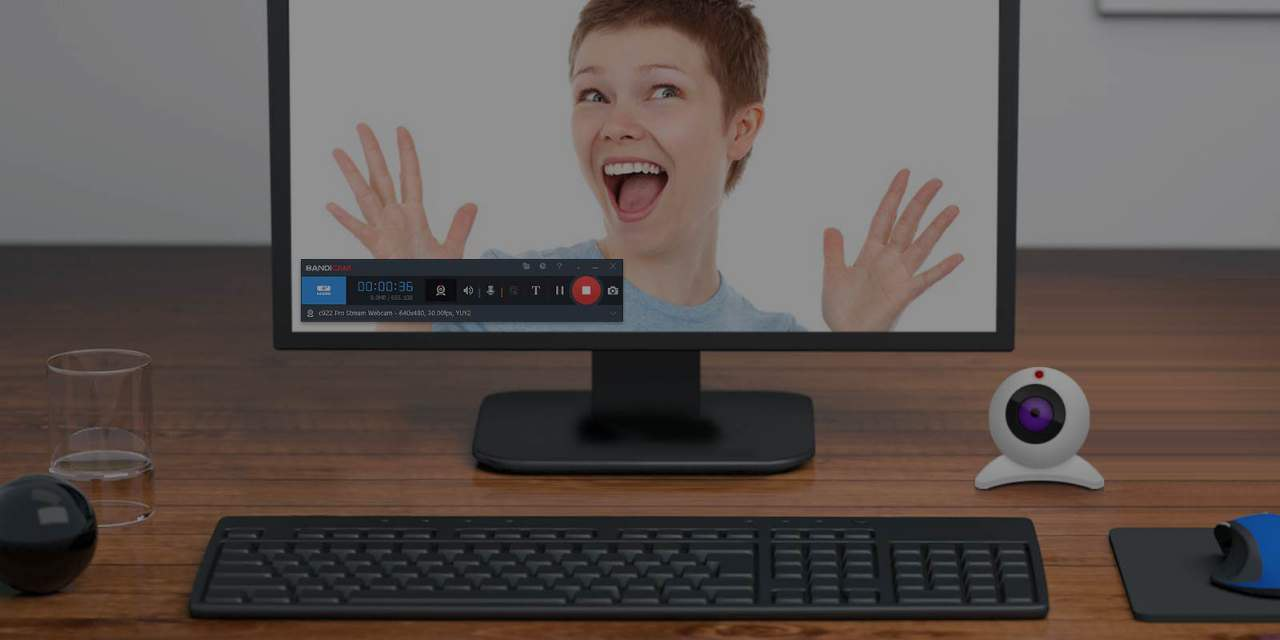 BANDICAM
00:00:36
c922 Pro Stream Webcam - 640x480, 30.00fps, YUY2